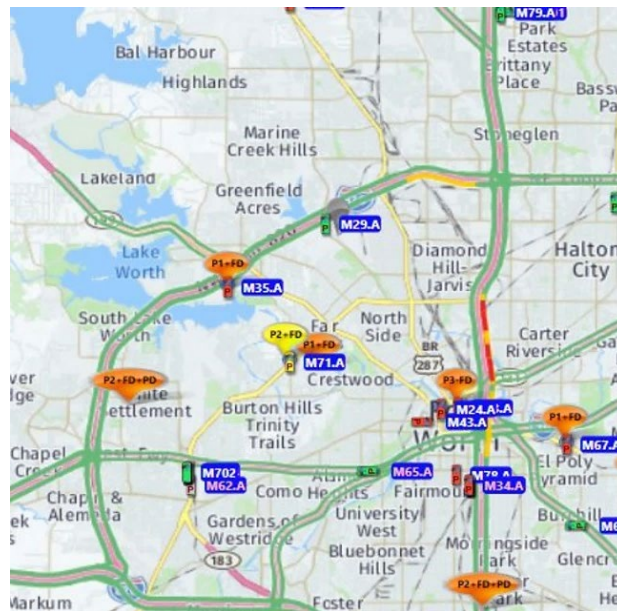 M79.A
Park
Estates
Brittany
Place
Bal Harbour
Highlands
Marine
Creek Hills
Stoneglen
Lakeland
Greenfield
Acres
M29.A
Lake
Worth
Diamond
Hill-
Jarvis
Halton
City
P1+FD
M35.A
South Lake
Worth
P2+FD
P1+FD
Far
North
Side
M71.A
Crestwood
BR
287
Carter
Riverside
P2+FD+PD
Settlement
P3-FD
M24.A
M43.A
Burton Hills
Trinity
Trails
P1+FD
M67.A
Chapel
Creek
El Poly
Pyramid
M702
M62.A
M65.A
Como Heights
M78.A
M34.A
Chapin &
Alemeda
University
West
Gardens of
Westridge
Bluebonnet
Hills
183
Morningside
Park
P2+FD+PD
Park
Markum
Foster